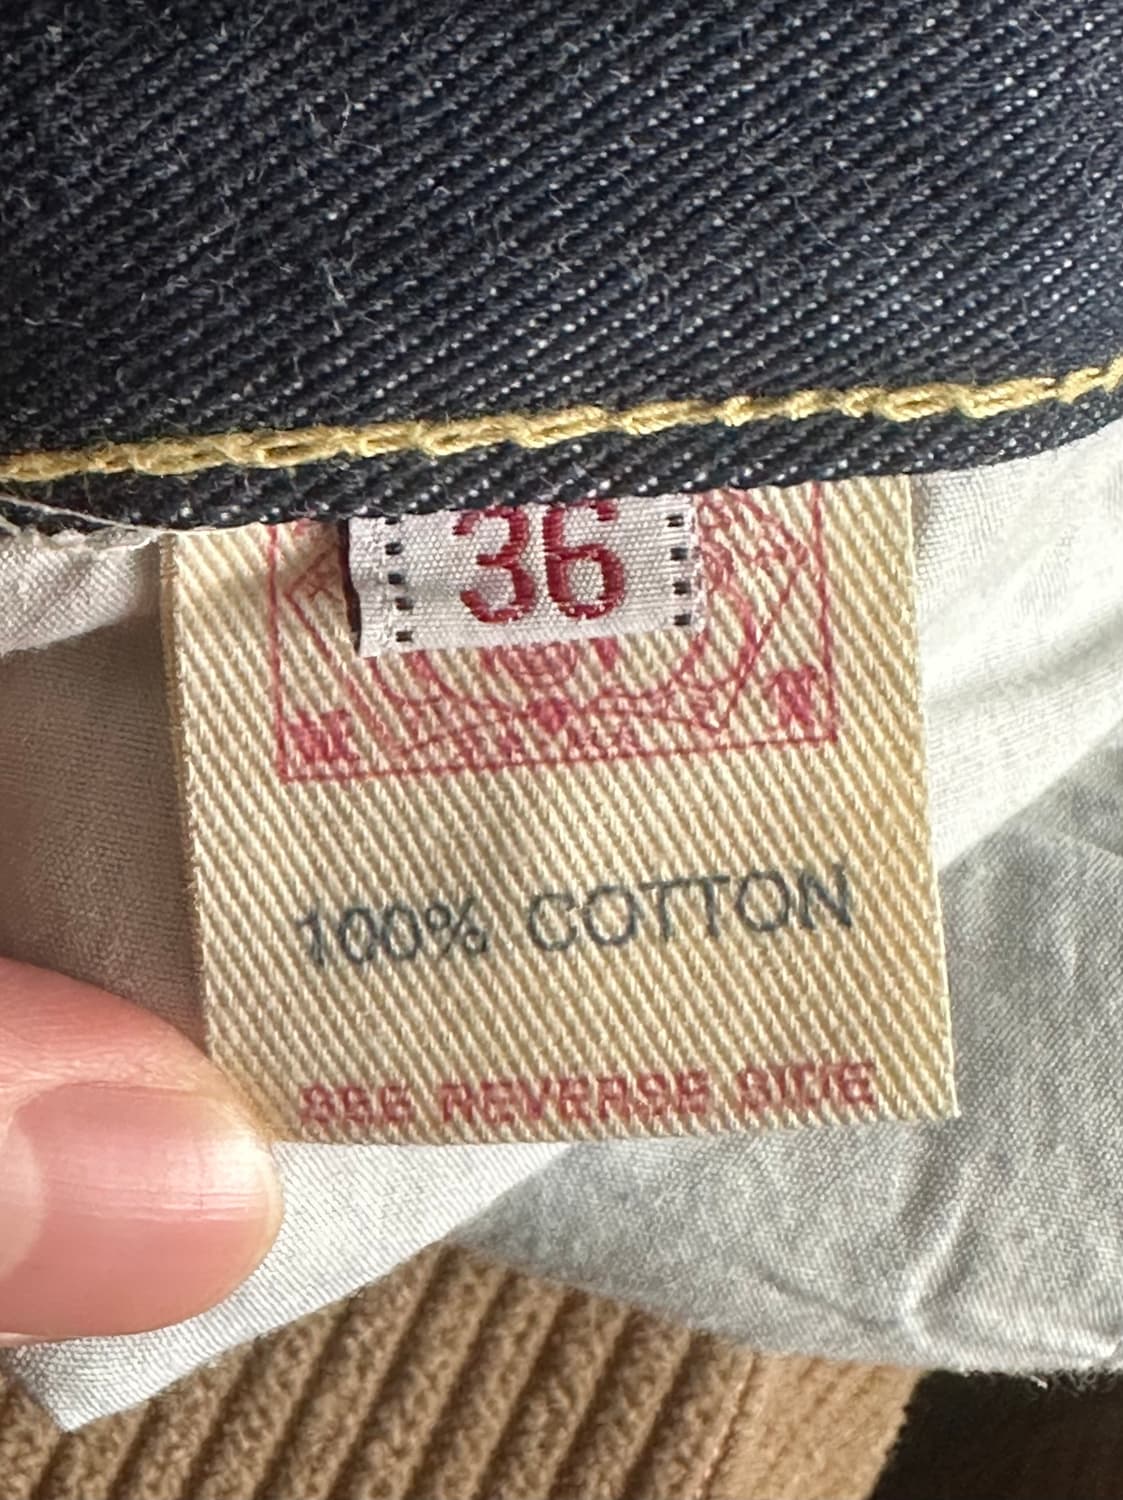 36
100% COTTON
SEE REVERSE SIDE